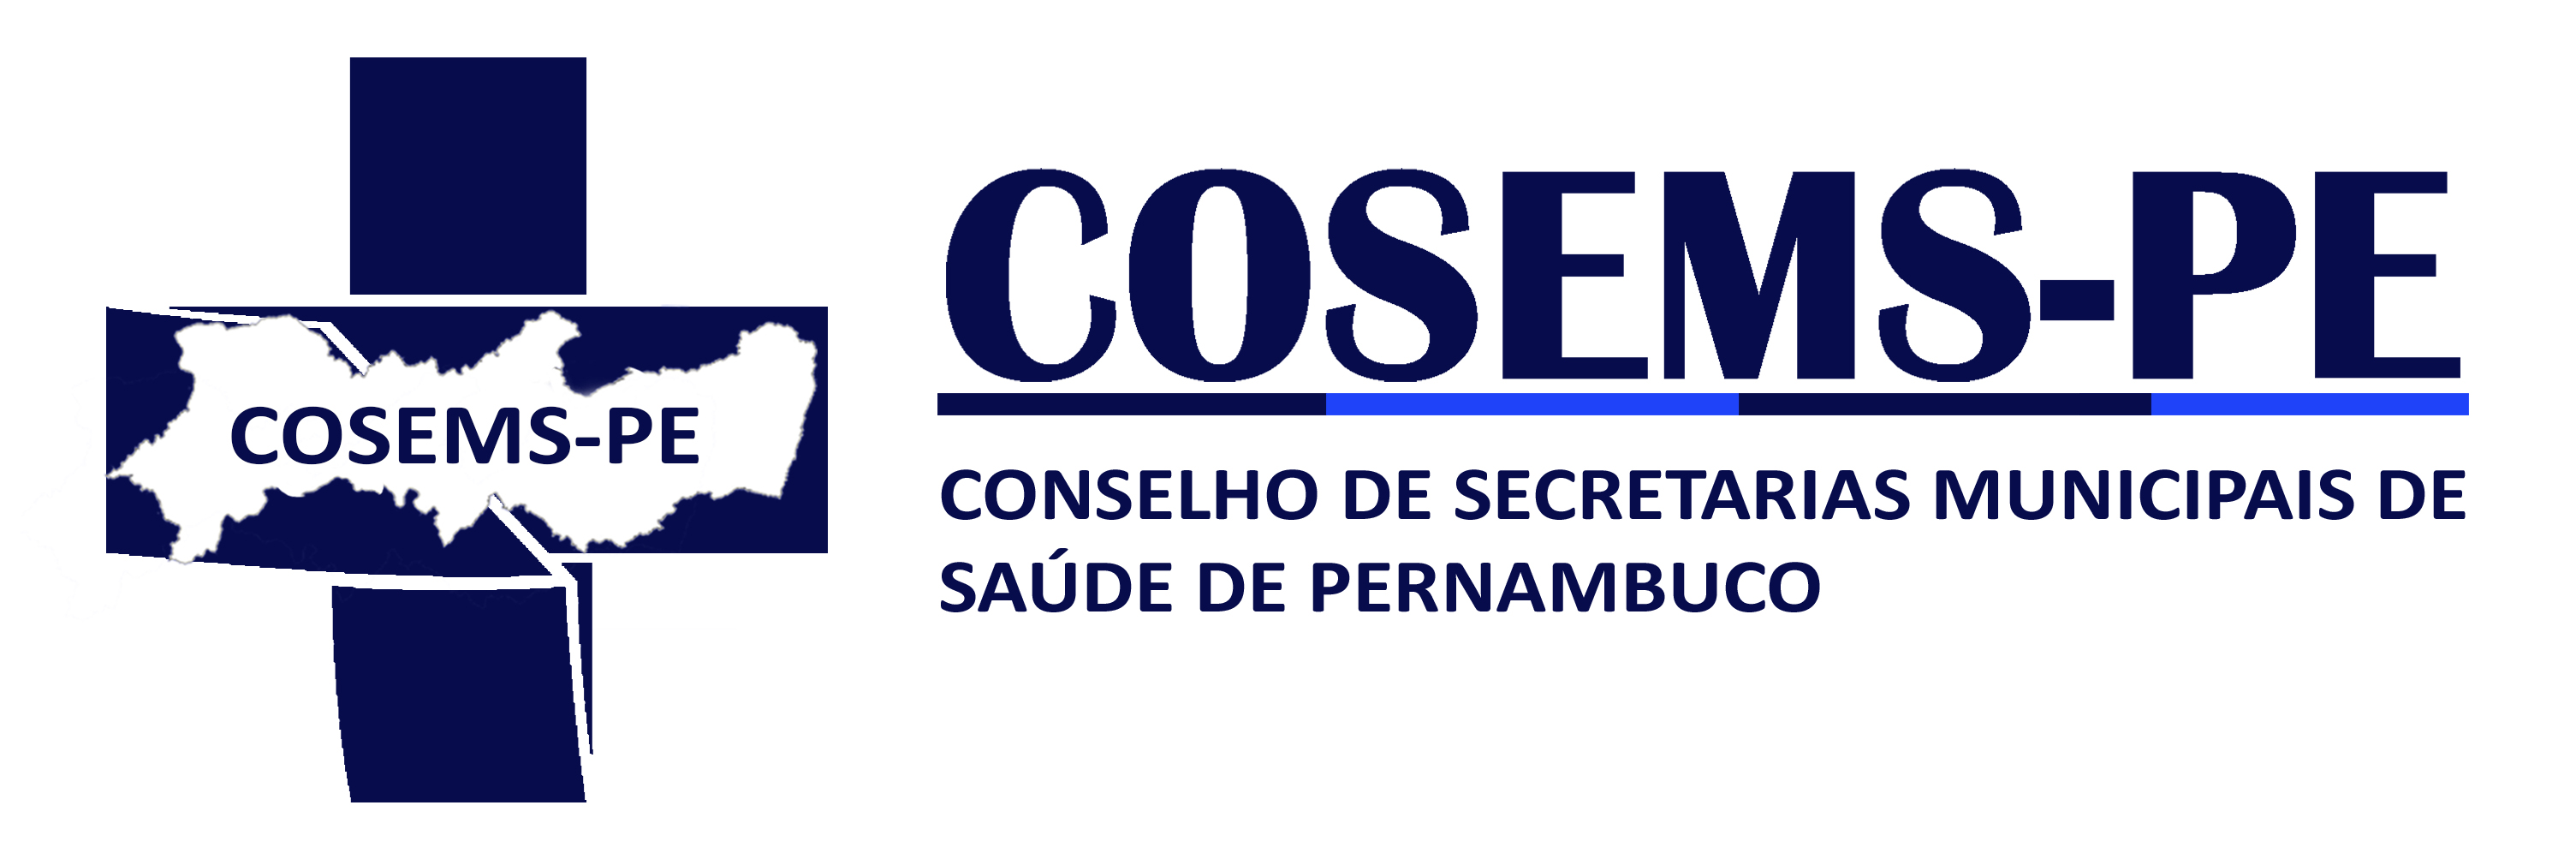 COSEMS-PE
COSEMS-PE
CONSELHO DE SECRETARIAS MUNICIPAIS DE
SAÚDE DE PERNAMBUCO